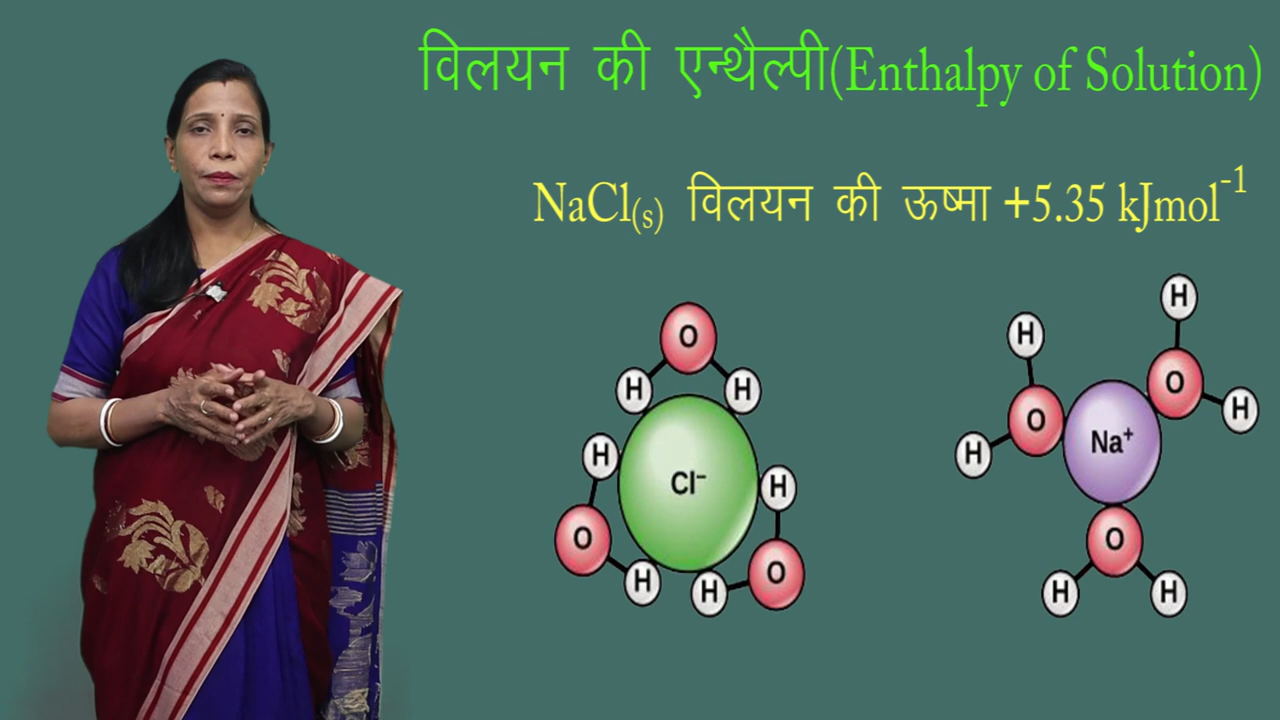 विलयन की एन्थैल्पी(Enthalpy of Solution)
NaCl(s) विलयन की ऊष्मा +5.35 kJmol-1
O
H H
H
O
H
Cl−
H
O
H
H
O
H
H
O
H
Na+
O
H H